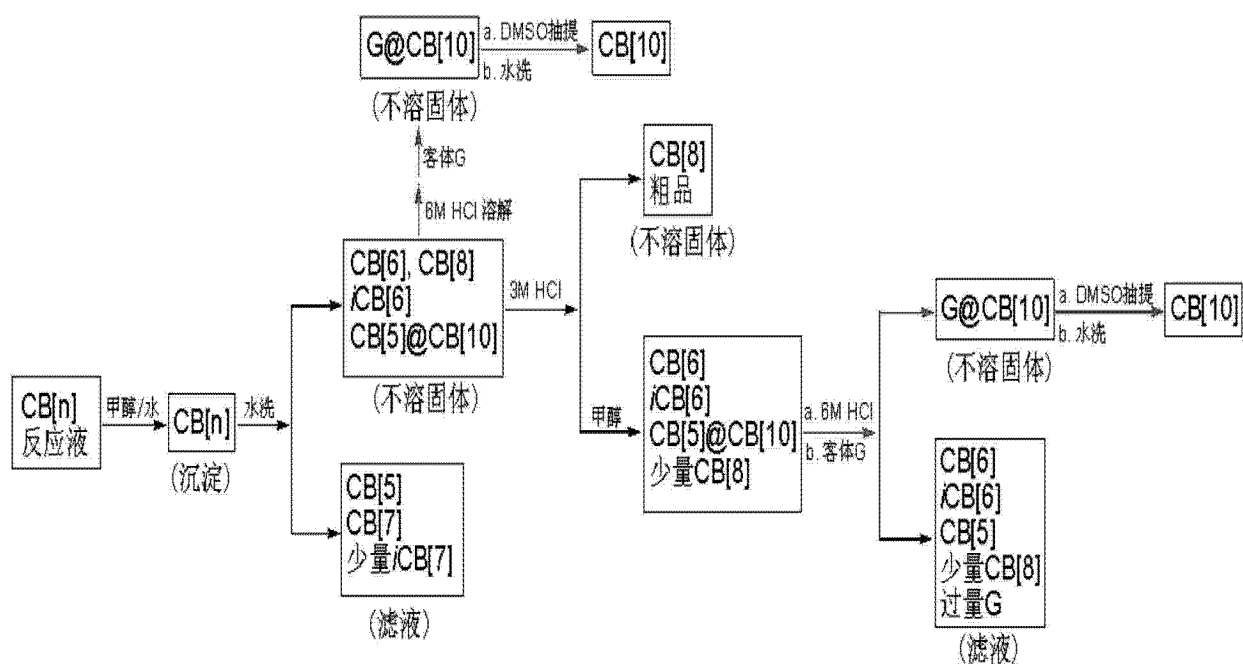 G@CB[10]
a. DMSO抽提
b. 水洗
CB[10]
(不溶固体)
客体G
6M HCl 溶解
CB[8]
粗品
(不溶固体)
CB[6], CB[8]
iCB[6]
CB[5]@CB[10]
(不溶固体)
3M HCl
甲醇
CB[n]
反应液
甲醇/水
CB[n]
(沉淀)
水洗
CB[5]
CB[7]
少量iCB[7]
(滤液)
CB[6]
iCB[6]
CB[5]@CB[10]
少量CB[8]
a. 6M HCl
b. 客体G
G@CB[10]
(不溶固体)
a. DMSO抽提
b. 水洗
CB[10]
CB[6]
iCB[6]
CB[5]
少量CB[8]
过量G
(滤液)